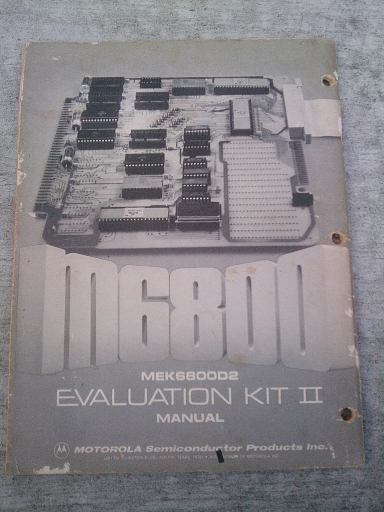 M6800
MEK6800D2
EVALUATION KIT II
MANUAL
MOTOROLA Semiconductor Products Inc.